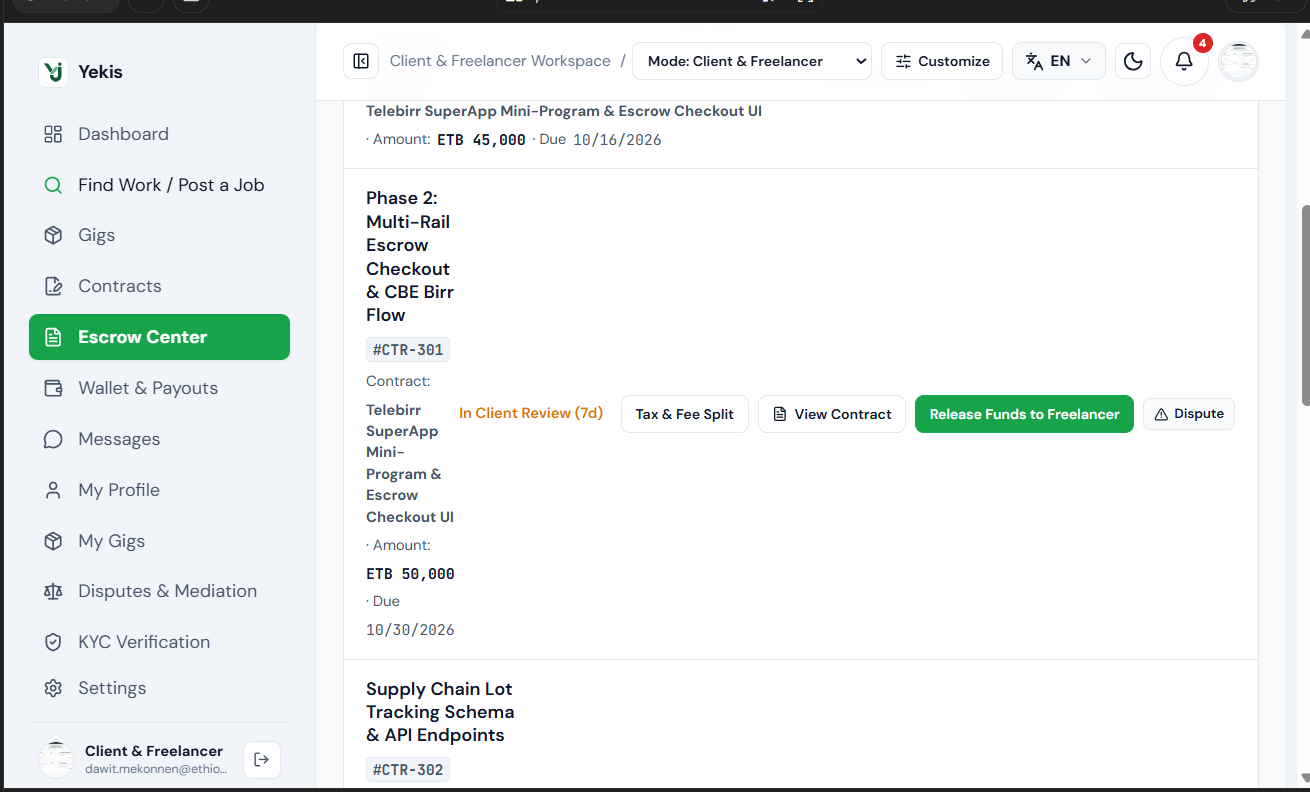 Yekis
Client & Freelancer Workspace /
Mode: Client & Freelancer
Customize
EN
4
Dashboard
Find Work / Post a Job
Gigs
Contracts
Escrow Center
Wallet & Payouts
Messages
My Profile
My Gigs
Disputes & Mediation
KYC Verification
Settings
Client & Freelancer
dawit.mekonnen@ethio...
Telebirr SuperApp Mini-Program & Escrow Checkout UI
· Amount: ETB 45,000 · Due 10/16/2026
Phase 2:
Multi-Rail
Escrow
Checkout
& CBE Birr
Flow
#CTR-301
Contract:
Telebirr
SuperApp
Mini-
Program &
Escrow
Checkout UI
· Amount:
ETB 50,000
· Due
10/30/2026
In Client Review (7d)
Tax & Fee Split
View Contract
Release Funds to Freelancer
Dispute
Supply Chain Lot
Tracking Schema
& API Endpoints
#CTR-302